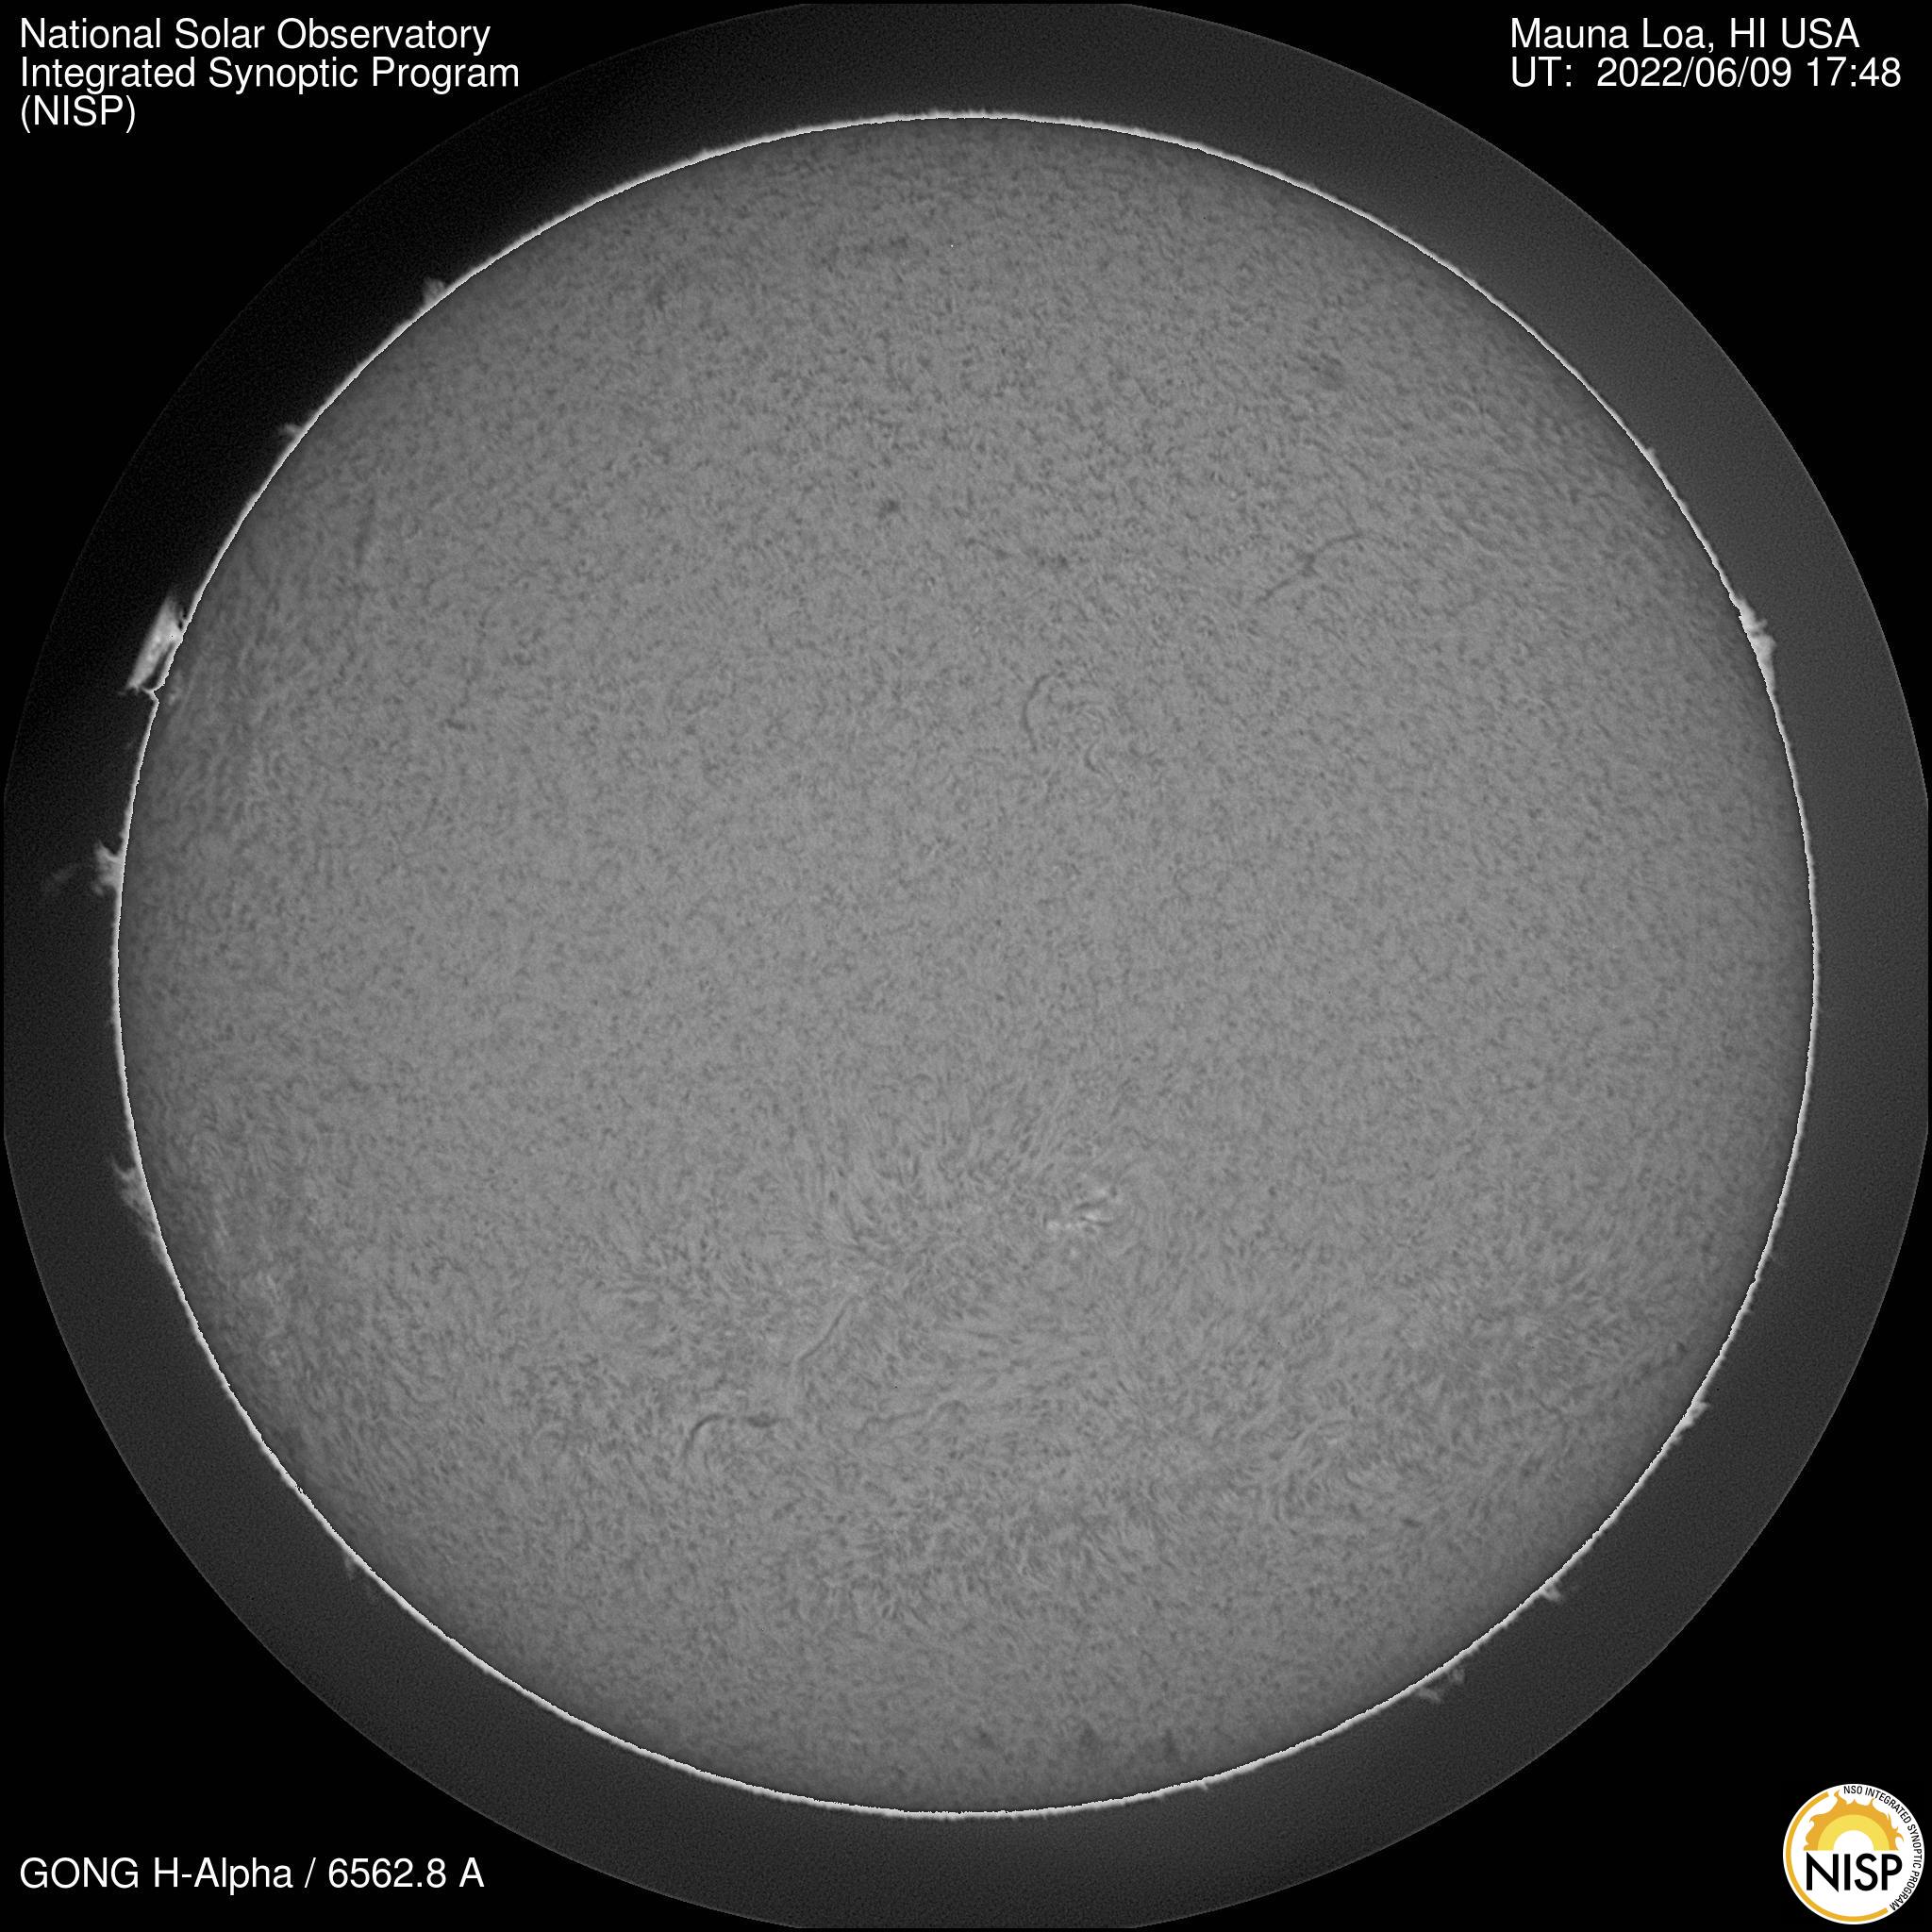 National Solar Observatory
Integrated Synoptic Program
(NISP)
Mauna Loa, HI USA
UT: 2022/06/09 17:48
GONG H-Alpha / 6562.8 A
NSO INTEGRATED SYNOPTIC PROGRAM
NISP